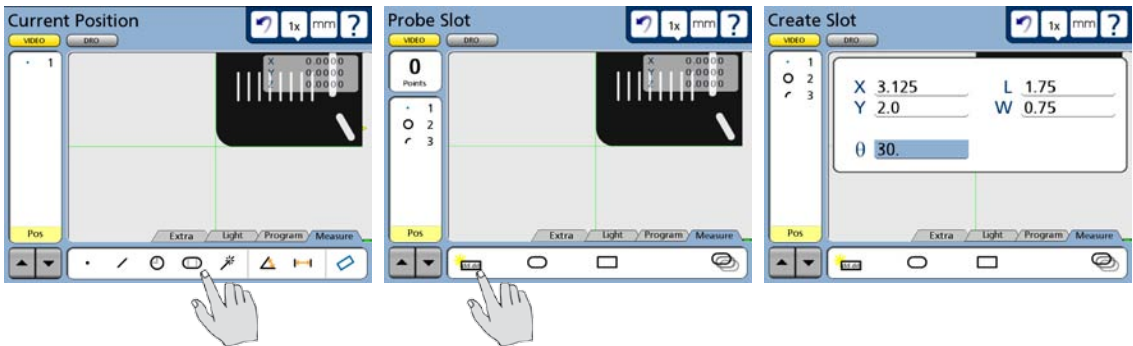 Current Position
1x
mm
?
VIDEO
DRO
1
X 0.0000
Y 0.0000
Z 0.0000
Pos
Extra
Light
Program
Measure
Probe Slot
1x
mm
?
VIDEO
DRO
0
Points
1
2
3
X 0.0000
Y 0.0000
Z 0.0000
Pos
Extra
Light
Program
Measure
Create Slot
1x
mm
?
VIDEO
DRO
1
2
3
X 3.125
L 1.75
Y 2.0
W 0.75
θ 30.
Pos
Extra
Light
Program
Measure